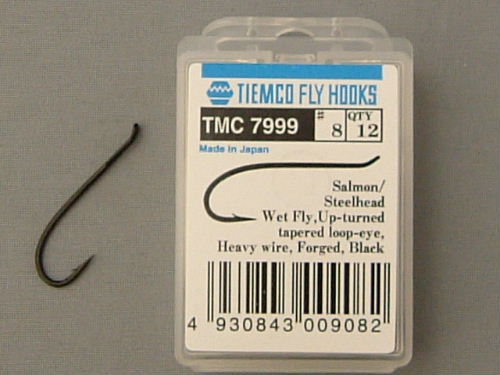 TIEMCO FLY HOOKS
TMC 7999 # 8 QTY 12
Made in Japan
Salmon/
Steelhead
Wet Fly,Up-turned
tapered loop-eye,
Heavy wire, Forged, Black
4 930843 009082